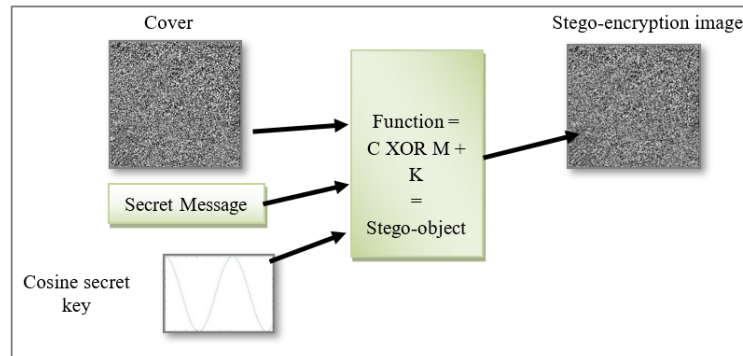 Cover
Stego-encryption image
Function =
C XOR M +
K
=
Stego-object
Secret Message
Cosine secret
key